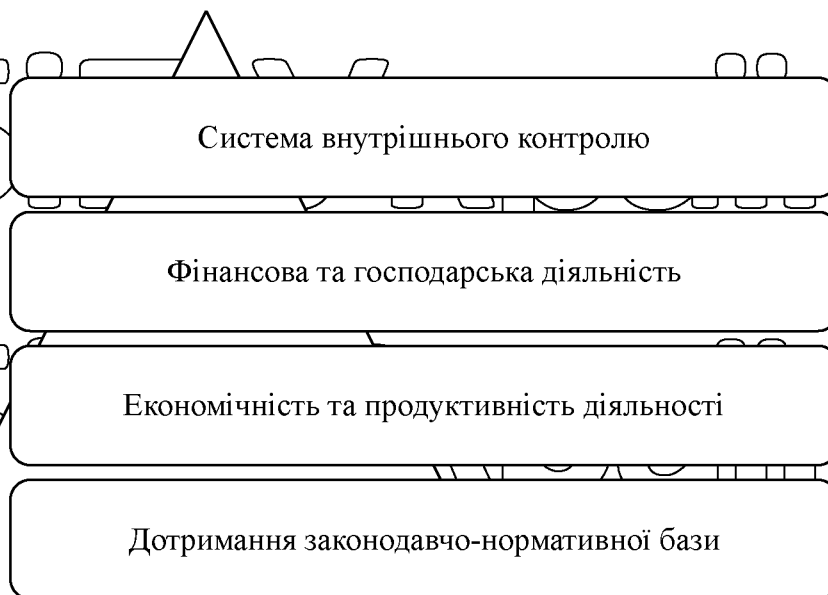 Система внутрішнього контролю
Фінансова та господарська діяльність
Економічність та продуктивність діяльності
Дотримання законодавчо-нормативної бази